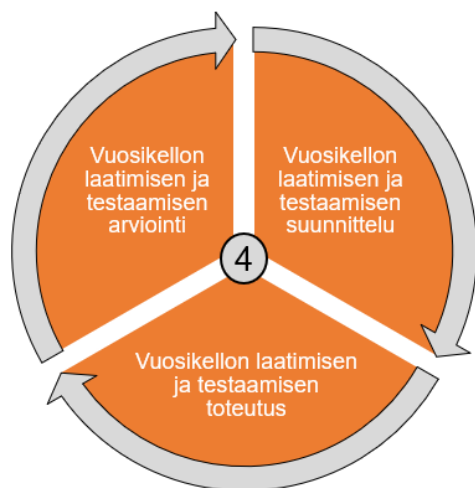 Vuosikellon
laatimisen ja
testaamisen
arviointi
Vuosikellon
laatimisen ja
testaamisen
suunnittelu
4
Vuosikellon laatimisen
ja testaamisen
toteutus